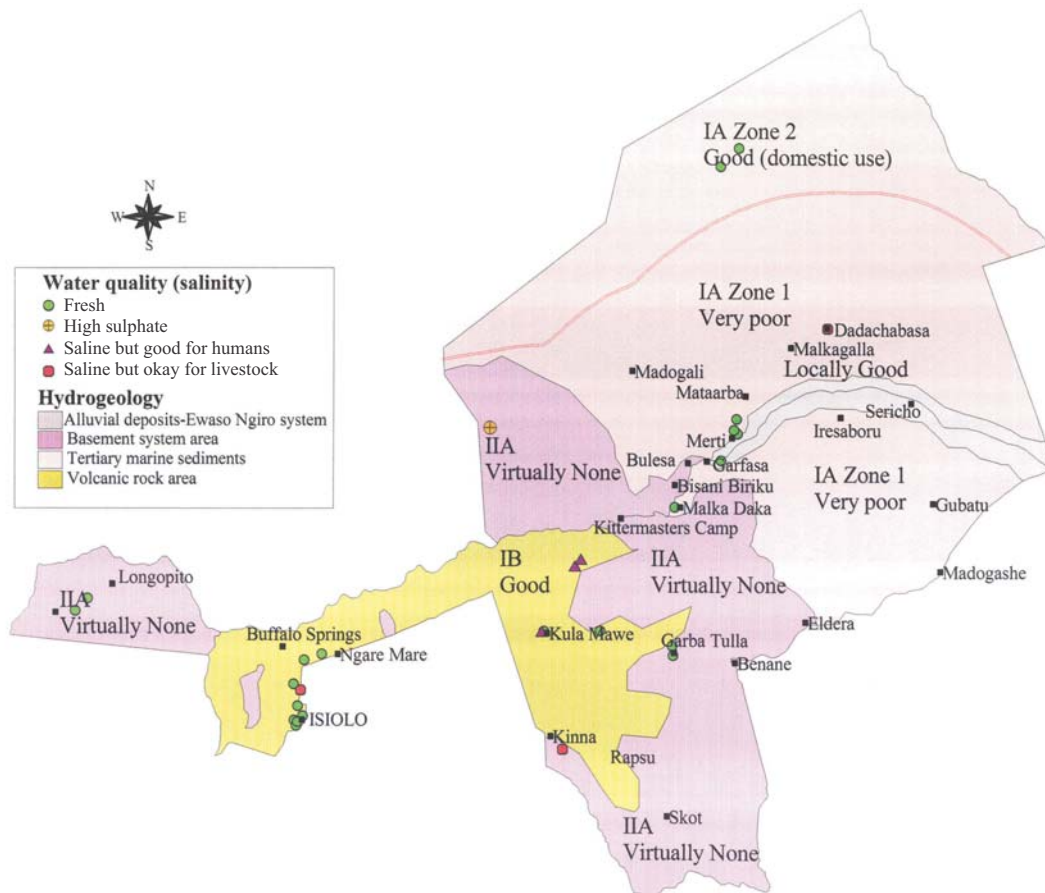 IA Zone 2
Good (domestic use)
N
W
E
S
Water quality (salinity)
Fresh
High sulphate
Saline but good for humans
Saline but okay for livestock
Hydrogeology
Alluvial deposits-Ewaso Ngiro system
Basement system area
Tertiary marine sediments
Volcanic rock area
IA Zone 1
Very poor
Dadachabasa
Malkagalla
Locally Good
Madogali
Mataarba
Sericho
Iresaboru
Merti
IIA
Virtually None
Bulesa
Garfasa
IA Zone 1
Very poor
Bisani Biriku
Gubatu
Malka Daka
Kittermasters Camp
IB
Good
IIA
Virtually None
Madogashe
Longopito
IIA
Virtually None
Eldera
Buffalo Springs
Kula Mawe
Garba Tulla
Ngare Mare
Benane
ISIOLO
Kinna
Rapsu
Skot
IIA
Virtually None